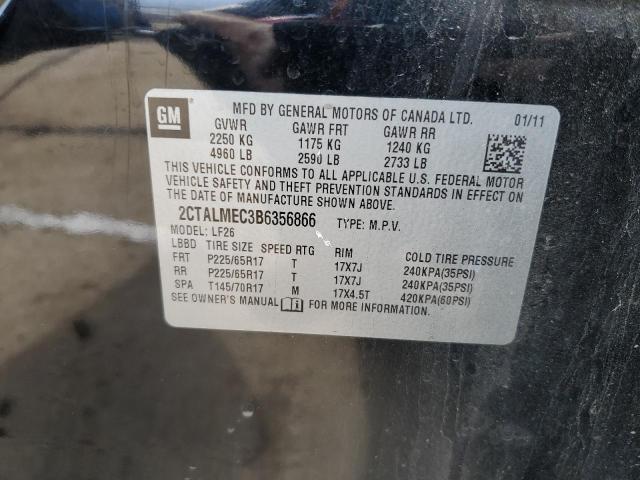 GM
MFD BY GENERAL MOTORS OF CANADA LTD. 01/11
GVWR GAWR FRT GAWR RR
2250 KG 1175 KG 1240 KG
4960 LB 2590 LB 2733 LB
THIS VEHICLE CONFORMS TO ALL APPLICABLE U.S. FEDERAL MOTOR
VEHICLE SAFETY AND THEFT PREVENTION STANDARDS IN EFFECT ON
THE DATE OF MANUFACTURE SHOWN ABOVE.
2CTALMEC3B6356866 TYPE: M.P.V.
MODEL: LF26
LBBD TIRE SIZE SPEED RTG RIM COLD TIRE PRESSURE
FRT P225/65R17 T 17X7J 240KPA(35PSI)
RR P225/65R17 T 17X7J 240KPA(35PSI)
SPA T145/70R17 M 17X4.5T 420KPA(60PSI)
SEE OWNER'S MANUAL FOR MORE INFORMATION.